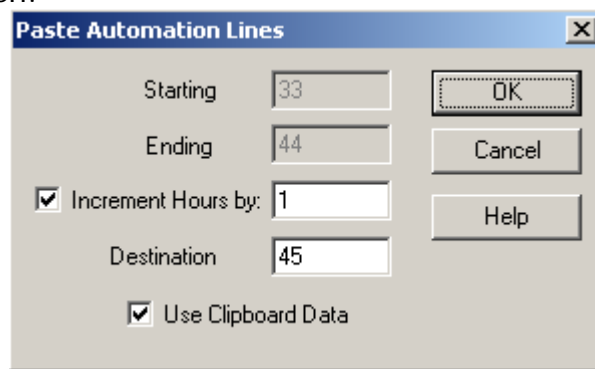 Paste Automation Lines
Starting 33 OK
Ending 44 Cancel
Increment Hours by: 1 Help
Destination 45
Use Clipboard Data